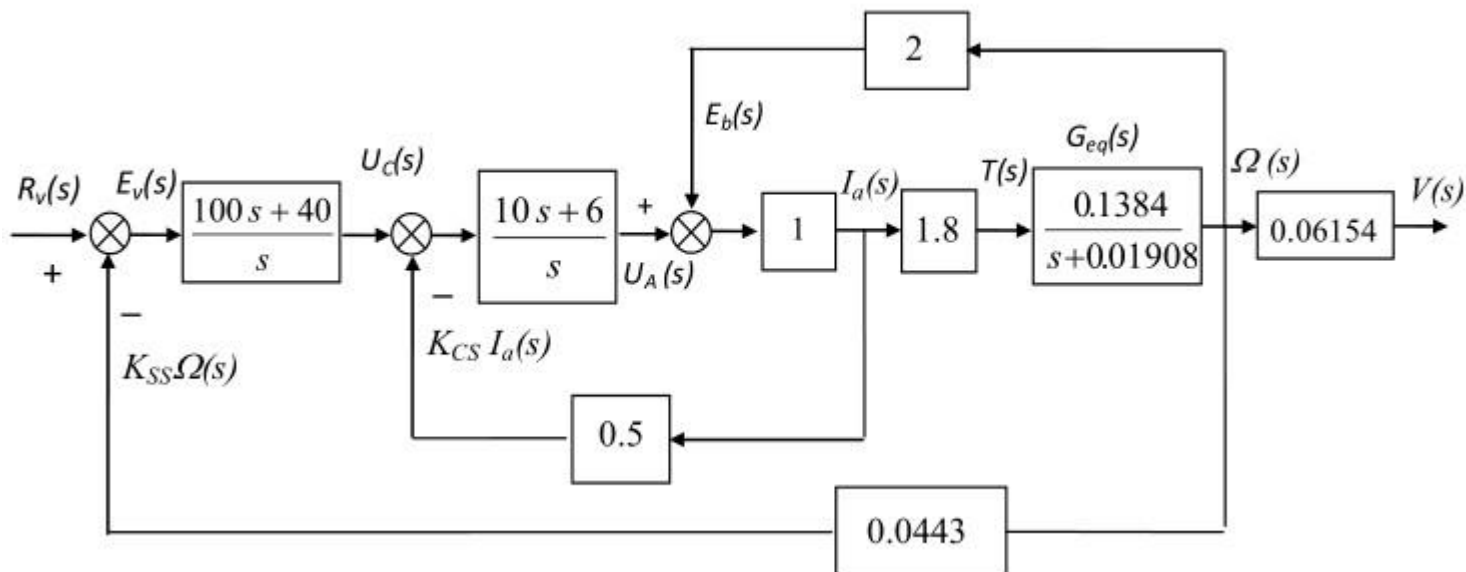 2
E_b(s)
G_eq(s)
R_v(s)
E_v(s)
100 s + 40
s
U_C(s)
10 s + 6
s
+
U_A(s)
1
I_a(s)
1.8
T(s)
0.1384
s+0.01908
Ω (s)
0.06154
V(s)
+
−
K_SSΩ(s)
−
K_CS I_a(s)
0.5
0.0443